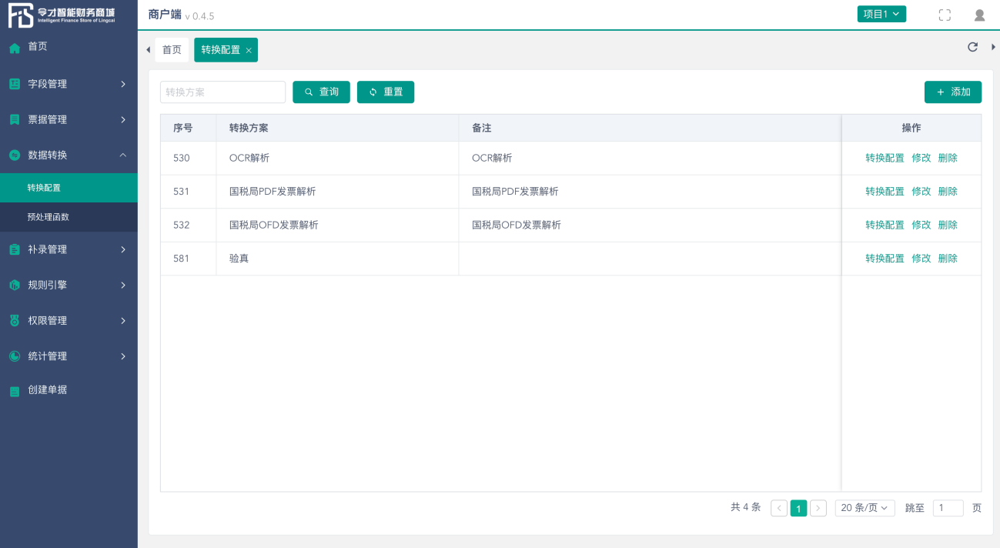 FiS 令才智能财务商城
Intelligent Finance Store of Lingcai
商户端 v 0.4.5
项目1
首页
字段管理
票据管理
数据转换
转换配置
预处理函数
补录管理
规则引擎
权限管理
统计管理
创建单据
首页 转换配置 ×
转换方案 查询 重置 + 添加
序号 转换方案 备注 操作
530 OCR解析 OCR解析 转换配置 修改 删除
531 国税局PDF发票解析 国税局PDF发票解析 转换配置 修改 删除
532 国税局OFD发票解析 国税局OFD发票解析 转换配置 修改 删除
581 验真 转换配置 修改 删除
共 4 条 < 1 > 20 条/页 跳至 1 页